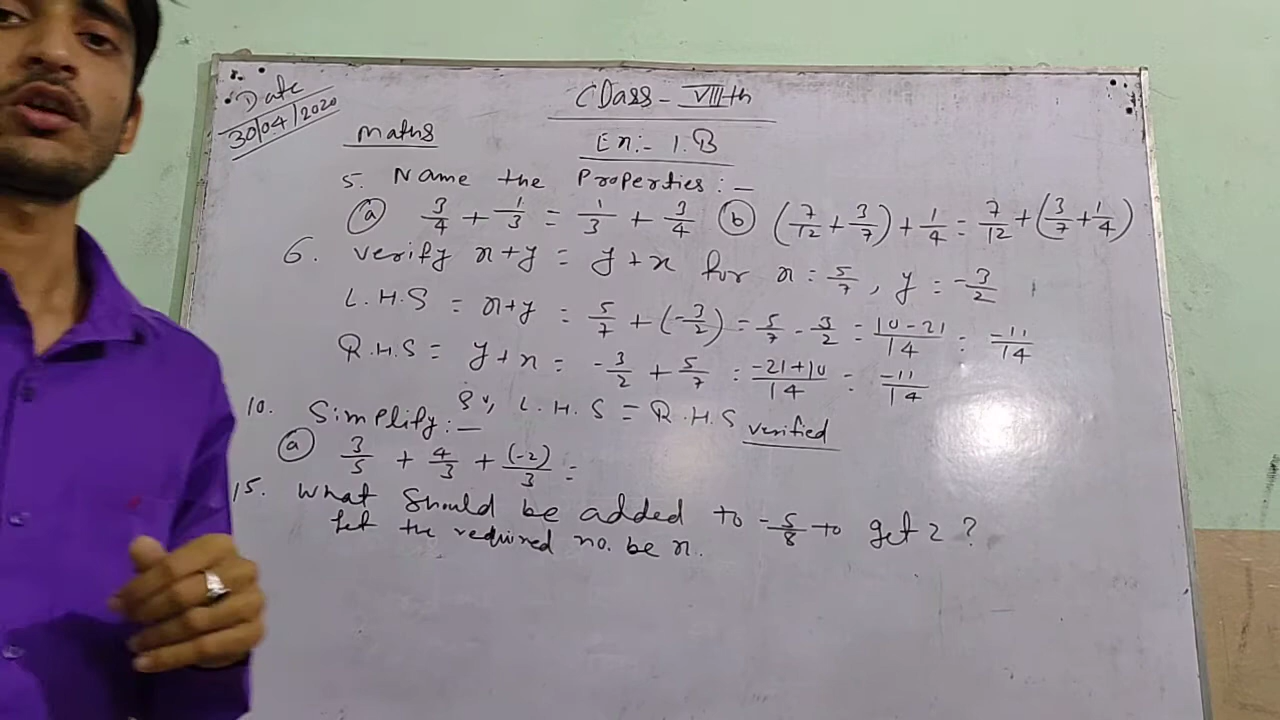 Date
30/04/2020
Class - VIIIth
Maths
Ex:- 1.B
5. Name the Properties :-
(a) 3/4 + 1/3 = 1/3 + 3/4 (b) (7/12 + 3/7) + 1/4 = 7/12 + (3/7 + 1/4)
6. Verify x+y = y+x for x = 5/7, y = -3/2
L.H.S = x+y = 5/7 + (-3/2) = 5/7 - 3/2 = 10-21/14 = -11/14
R.H.S = y+x = -3/2 + 5/7 = -21+10/14 = -11/14
So, L.H.S = R.H.S verified
10. Simplify :-
(a) 3/5 + 4/3 + (-2)/3 =
15. What should be added to -5/8 to get 2 ?
Let the required no. be x.